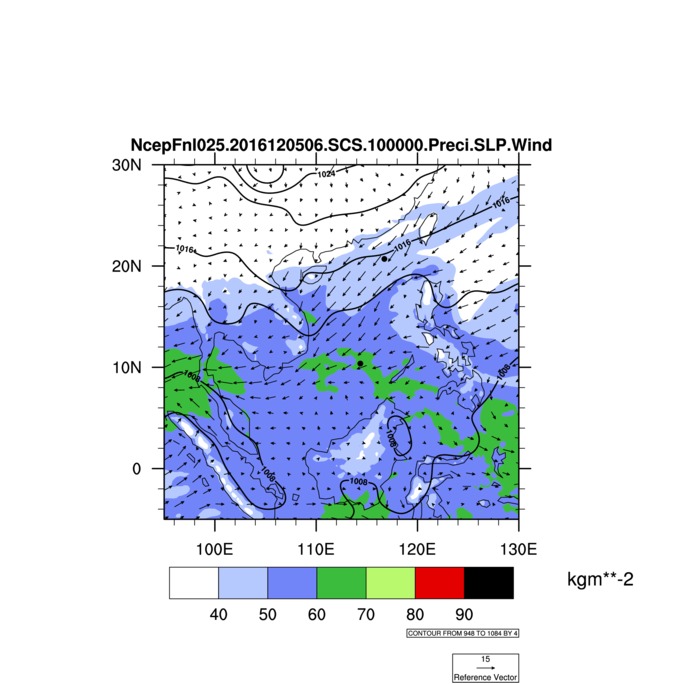 NcepFnl025.2016120506.SCS.100000.Preci.SLP.Wind
30N
1024
1016
1016
1016
20N
10N
1008
1008
1008
1008
1008
0
100E 110E 120E 130E
kgm**-2
40 50 60 70 80 90
CONTOUR FROM 948 TO 1084 BY 4
15
Reference Vector